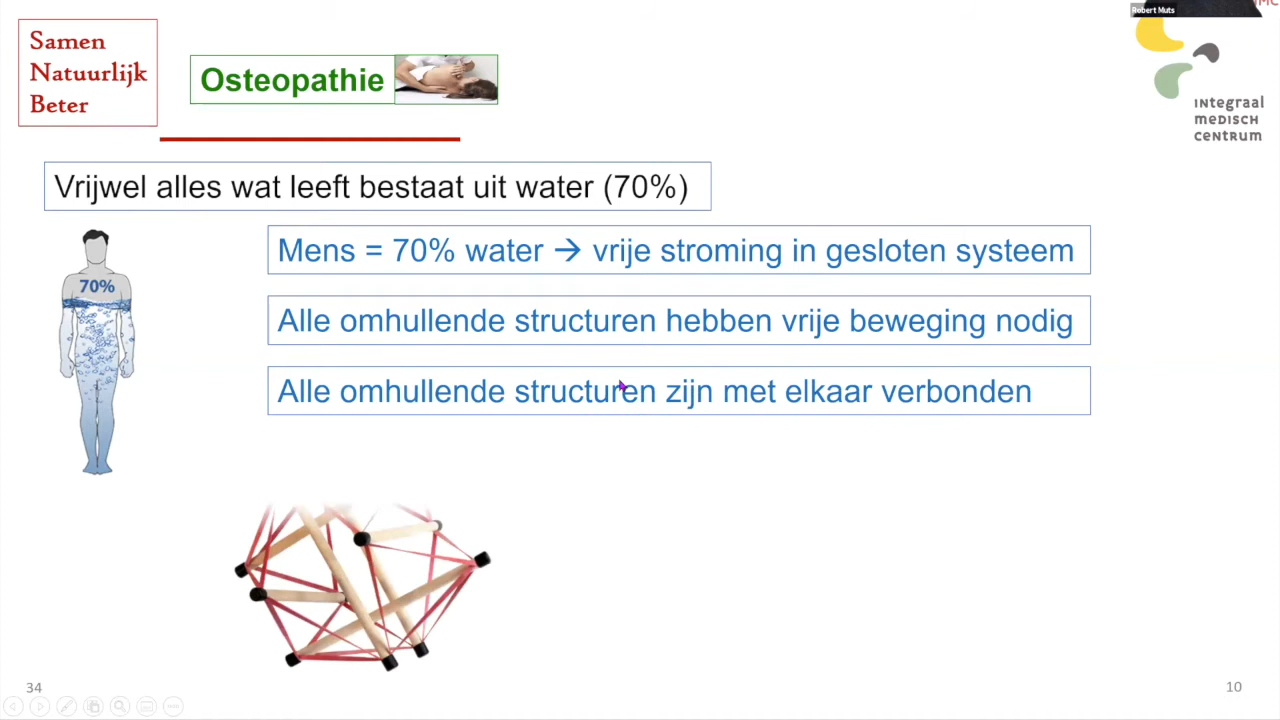 Robert Muts
Samen
Natuurlijk
Beter
Osteopathie
INTEGRAAL
MEDISCH
CENTRUM
Vrijwel alles wat leeft bestaat uit water (70%)
70%
Mens = 70% water → vrije stroming in gesloten systeem
Alle omhullende structuren hebben vrije beweging nodig
Alle omhullende structuren zijn met elkaar verbonden
34
10